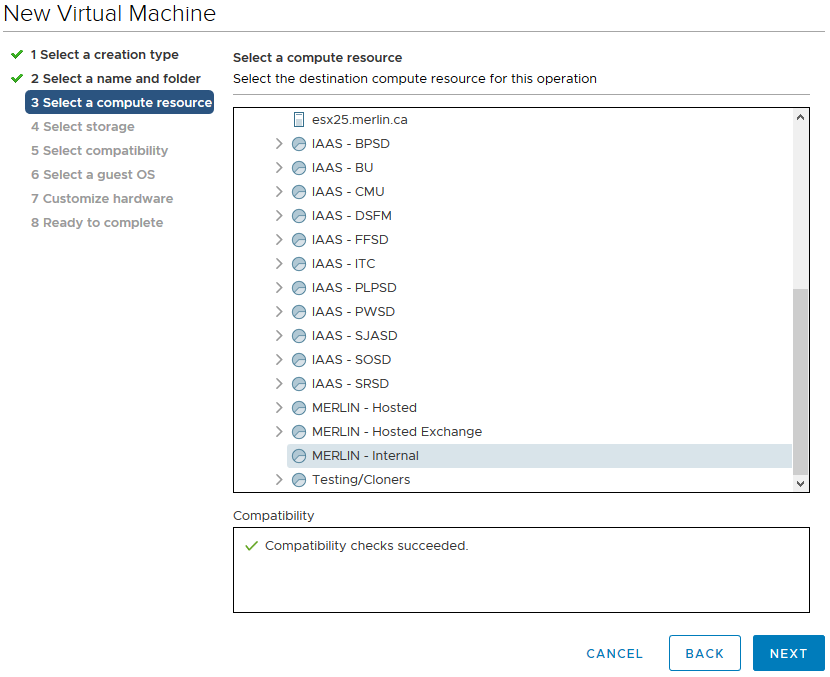 New Virtual Machine
1 Select a creation type
2 Select a name and folder
3 Select a compute resource
4 Select storage
5 Select compatibility
6 Select a guest OS
7 Customize hardware
8 Ready to complete
Select a compute resource
Select the destination compute resource for this operation
esx25.merlin.ca
IAAS - BPSD
IAAS - BU
IAAS - CMU
IAAS - DSFM
IAAS - FFSD
IAAS - ITC
IAAS - PLPSD
IAAS - PWSD
IAAS - SJASD
IAAS - SOSD
IAAS - SRSD
MERLIN - Hosted
MERLIN - Hosted Exchange
MERLIN - Internal
Testing/Cloners
Compatibility
Compatibility checks succeeded.
CANCEL
BACK
NEXT